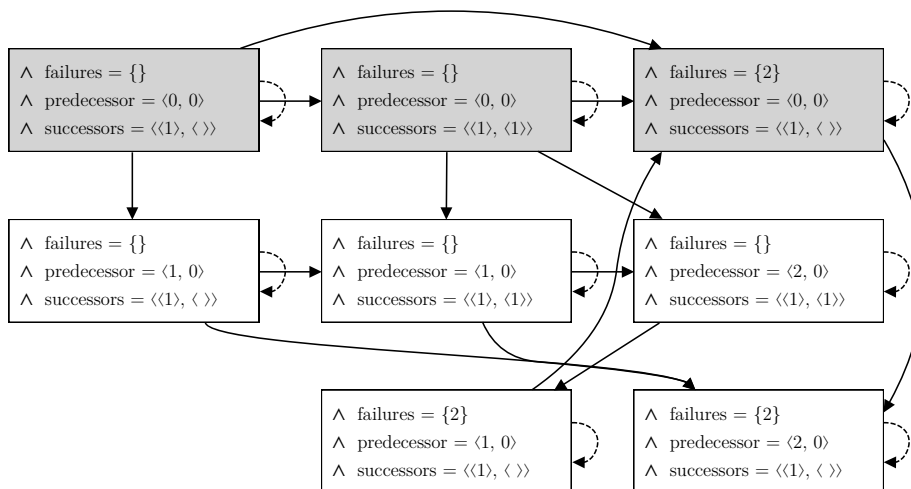 ∧ failures = {}
∧ predecessor = ⟨0, 0⟩
∧ successors = ⟨⟨1⟩, ⟨ ⟩⟩
∧ failures = {}
∧ predecessor = ⟨0, 0⟩
∧ successors = ⟨⟨1⟩, ⟨1⟩⟩
∧ failures = {2}
∧ predecessor = ⟨0, 0⟩
∧ successors = ⟨⟨1⟩, ⟨ ⟩⟩
∧ failures = {}
∧ predecessor = ⟨1, 0⟩
∧ successors = ⟨⟨1⟩, ⟨ ⟩⟩
∧ failures = {}
∧ predecessor = ⟨1, 0⟩
∧ successors = ⟨⟨1⟩, ⟨1⟩⟩
∧ failures = {}
∧ predecessor = ⟨2, 0⟩
∧ successors = ⟨⟨1⟩, ⟨1⟩⟩
∧ failures = {2}
∧ predecessor = ⟨1, 0⟩
∧ successors = ⟨⟨1⟩, ⟨ ⟩⟩
∧ failures = {2}
∧ predecessor = ⟨2, 0⟩
∧ successors = ⟨⟨1⟩, ⟨ ⟩⟩